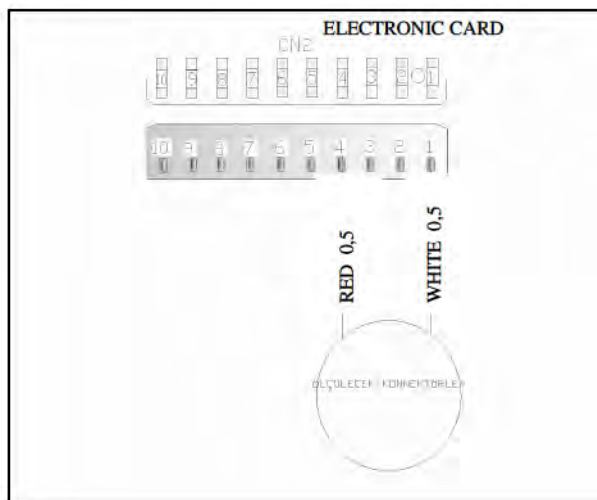 ELECTRONIC CARD
CN2
10 9 8 7 6 5 4 3 2 1
10 9 8 7 6 5 4 3 2 1
RED 0,5
WHITE 0,5
ÖLÇÜLECEK KONNEKTÖRLER